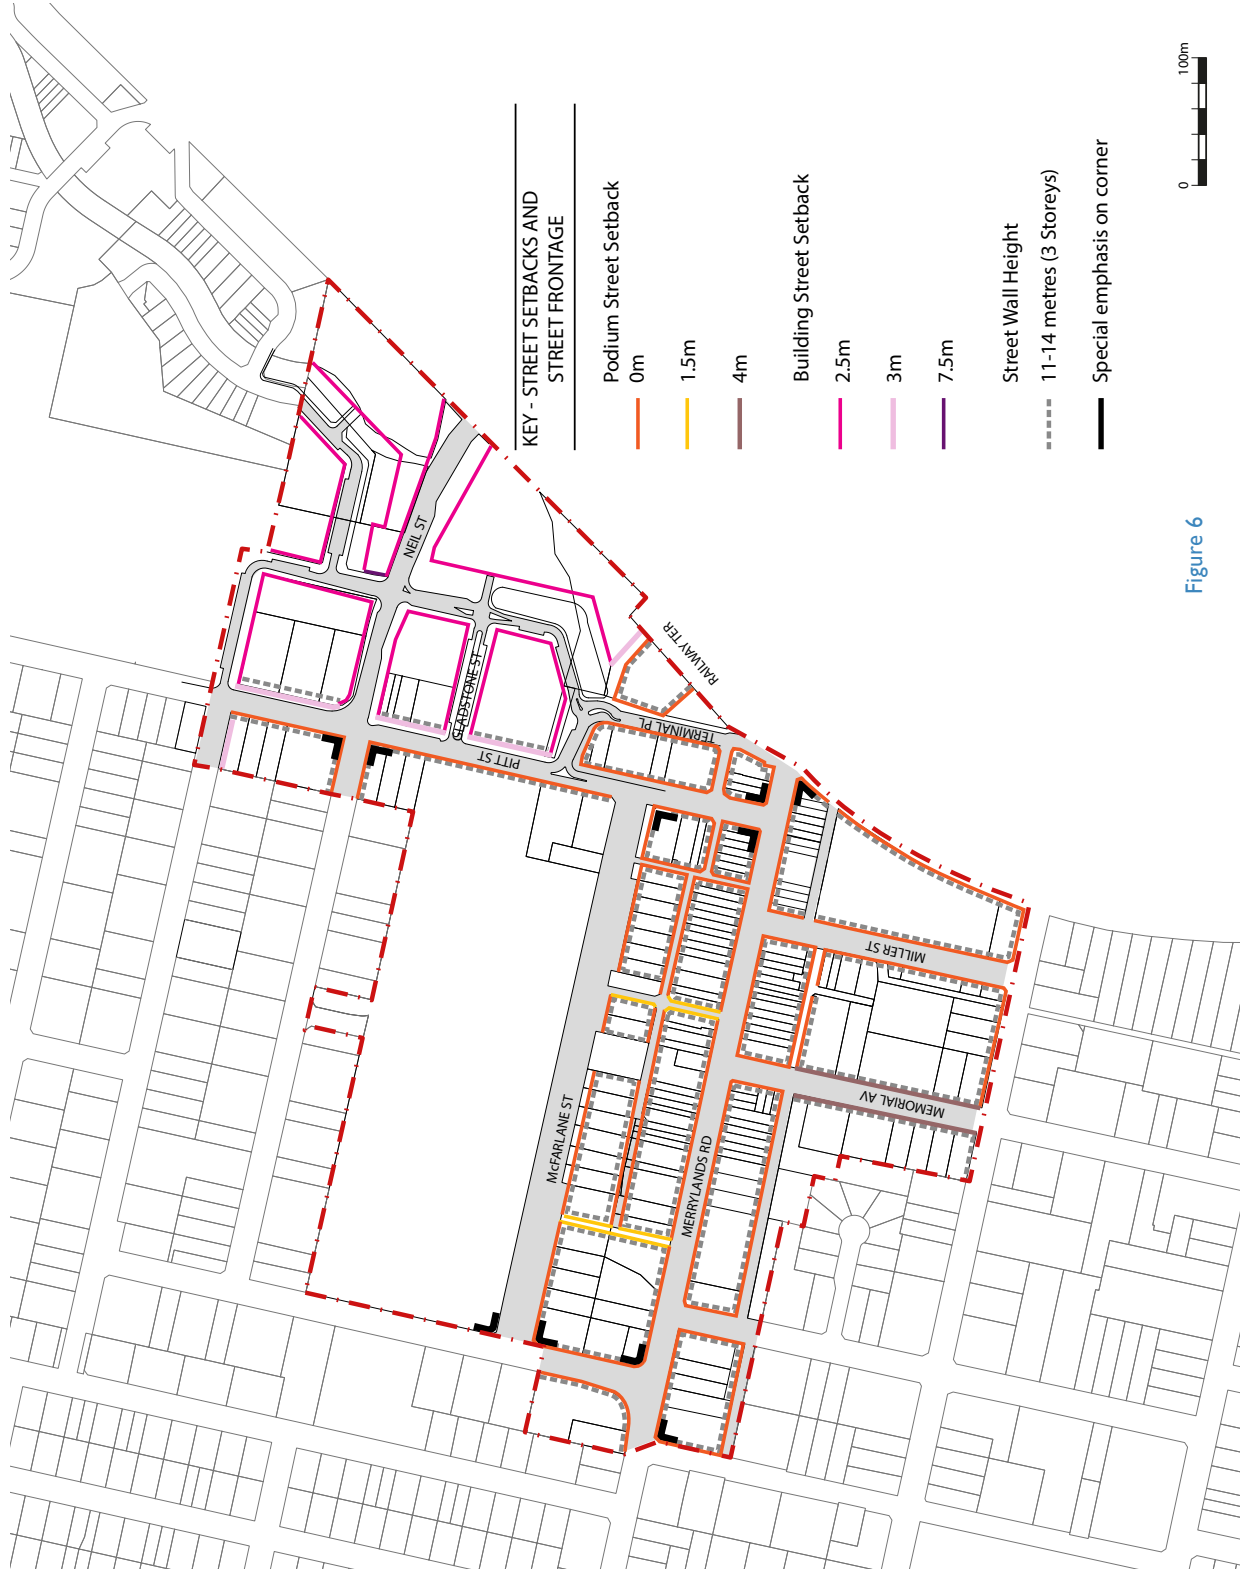 KEY - STREET SETBACKS AND
STREET FRONTAGE
Podium Street Setback
0m
1.5m
4m
Building Street Setback
2.5m
3m
7.5m
Street Wall Height
11-14 metres (3 Storeys)
Special emphasis on corner
0 100m
Figure 6
NEIL ST
GLADSTONE ST
PITT ST
TERMINAL PL
RAILWAY TER
McFARLANE ST
MERRYLANDS RD
MILLER ST
MEMORIAL AV